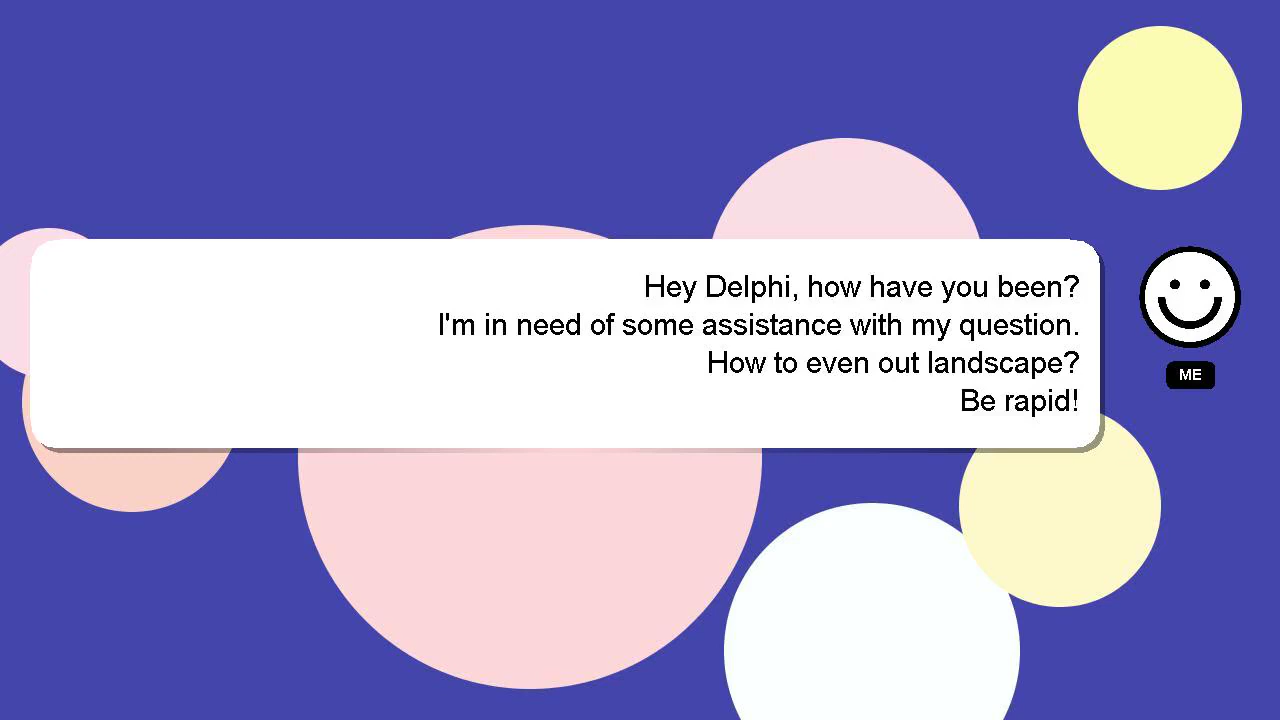 Hey Delphi, how have you been?
I'm in need of some assistance with my question.
How to even out landscape?
Be rapid!
ME